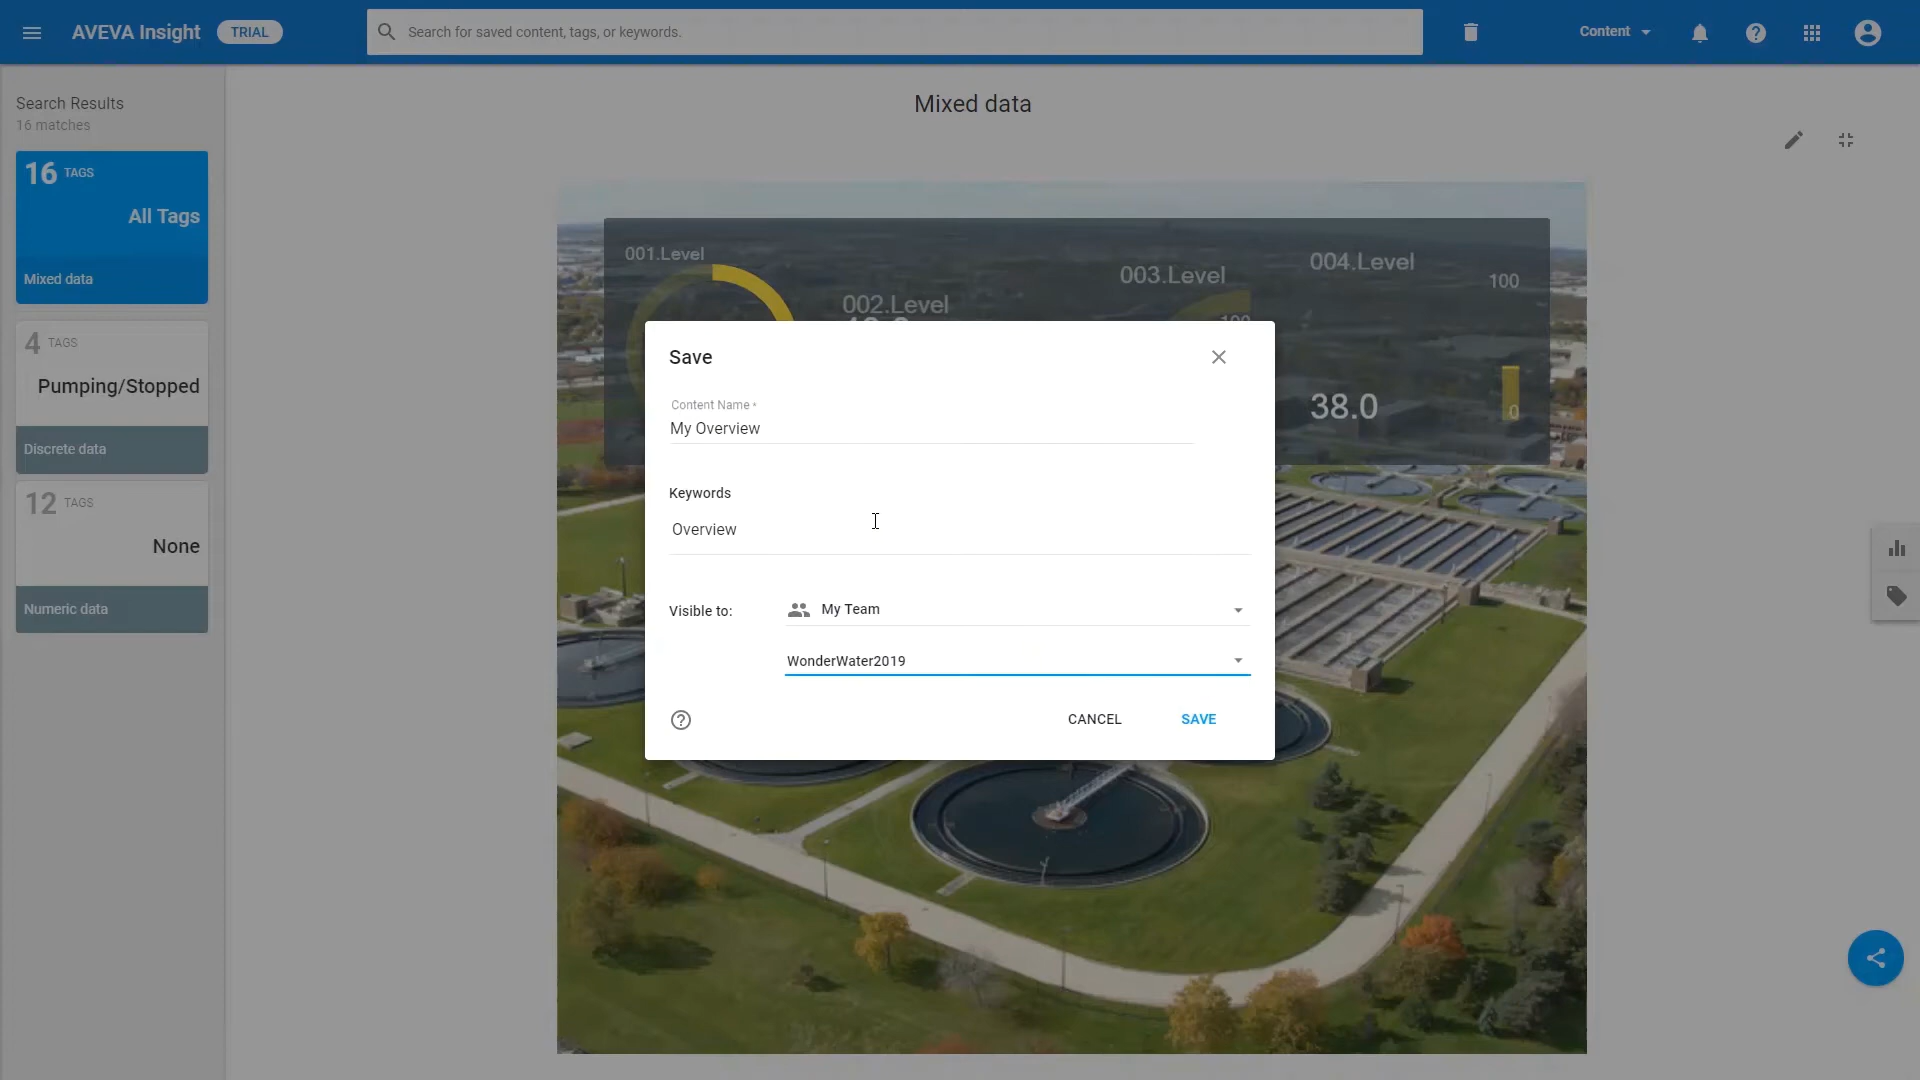 AVEVA Insight
TRIAL
Search for saved content, tags, or keywords.
Content
Search Results
16 matches
16 TAGS
All Tags
Mixed data
4 TAGS
Pumping/Stopped
Discrete data
12 TAGS
None
Numeric data
Mixed data
001.Level
002.Level
003.Level
004.Level
100
100
38.0
0
Save
Content Name *
My Overview
Keywords
Overview
Visible to:
My Team
WonderWater2019
CANCEL
SAVE